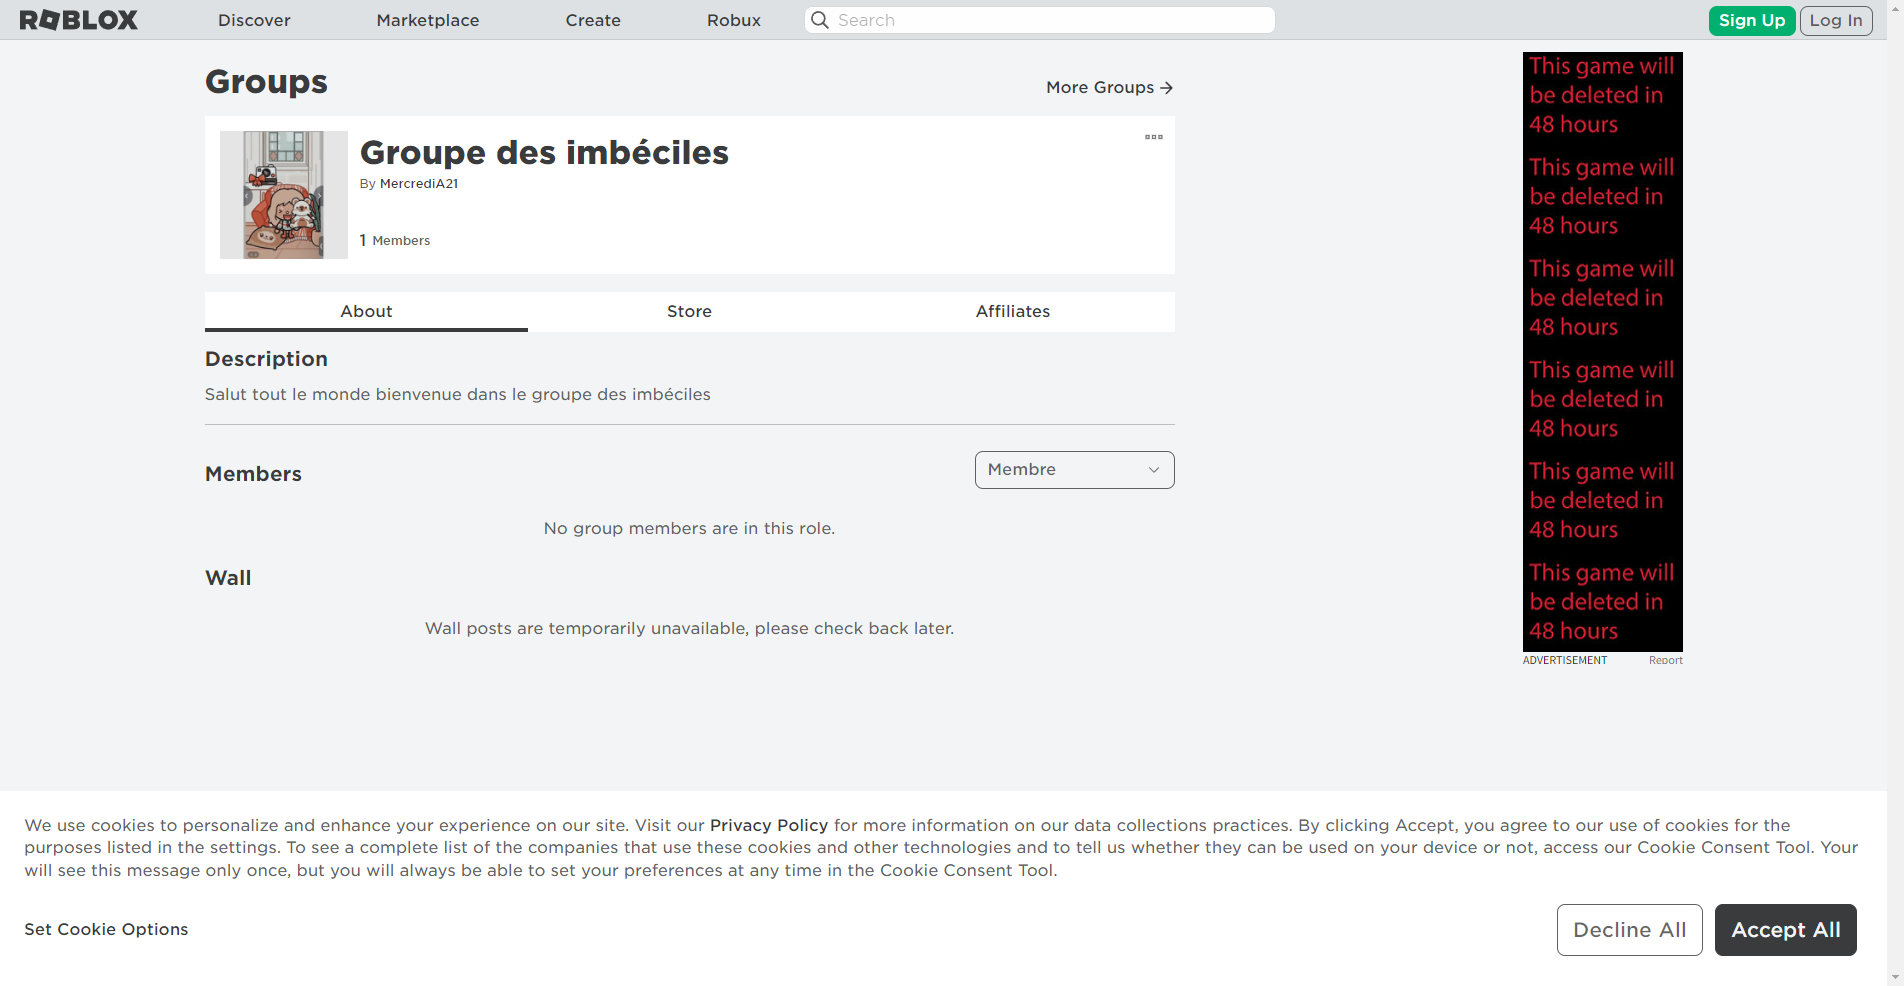 ROBLOX
Discover
Marketplace
Create
Robux
Search
Sign Up
Log In
Groups
More Groups
Groupe des imbéciles
By MercrediA21
1 Members
About
Store
Affiliates
Description
Salut tout le monde bienvenue dans le groupe des imbéciles
Members
Membre
No group members are in this role.
Wall
Wall posts are temporarily unavailable, please check back later.
This game will
be deleted in
48 hours
This game will
be deleted in
48 hours
This game will
be deleted in
48 hours
This game will
be deleted in
48 hours
This game will
be deleted in
48 hours
This game will
be deleted in
48 hours
ADVERTISEMENT
Report
We use cookies to personalize and enhance your experience on our site. Visit our Privacy Policy for more information on our data collections practices. By clicking Accept, you agree to our use of cookies for the
purposes listed in the settings. To see a complete list of the companies that use these cookies and other technologies and to tell us whether they can be used on your device or not, access our Cookie Consent Tool. Your
will see this message only once, but you will always be able to set your preferences at any time in the Cookie Consent Tool.
Set Cookie Options
Decline All
Accept All